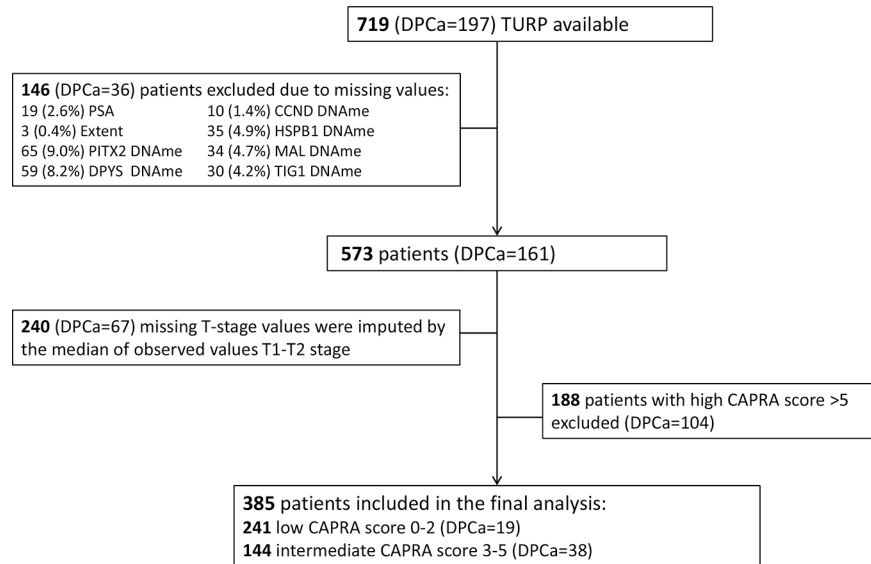 719 (DPCa=197) TURP available
146 (DPCa=36) patients excluded due to missing values:
19 (2.6%) PSA 10 (1.4%) CCND DNAme
3 (0.4%) Extent 35 (4.9%) HSPB1 DNAme
65 (9.0%) PITX2 DNAme 34 (4.7%) MAL DNAme
59 (8.2%) DPYS DNAme 30 (4.2%) TIG1 DNAme
573 patients (DPCa=161)
240 (DPCa=67) missing T-stage values were imputed by
the median of observed values T1-T2 stage
188 patients with high CAPRA score >5
excluded (DPCa=104)
385 patients included in the final analysis:
241 low CAPRA score 0-2 (DPCa=19)
144 intermediate CAPRA score 3-5 (DPCa=38)